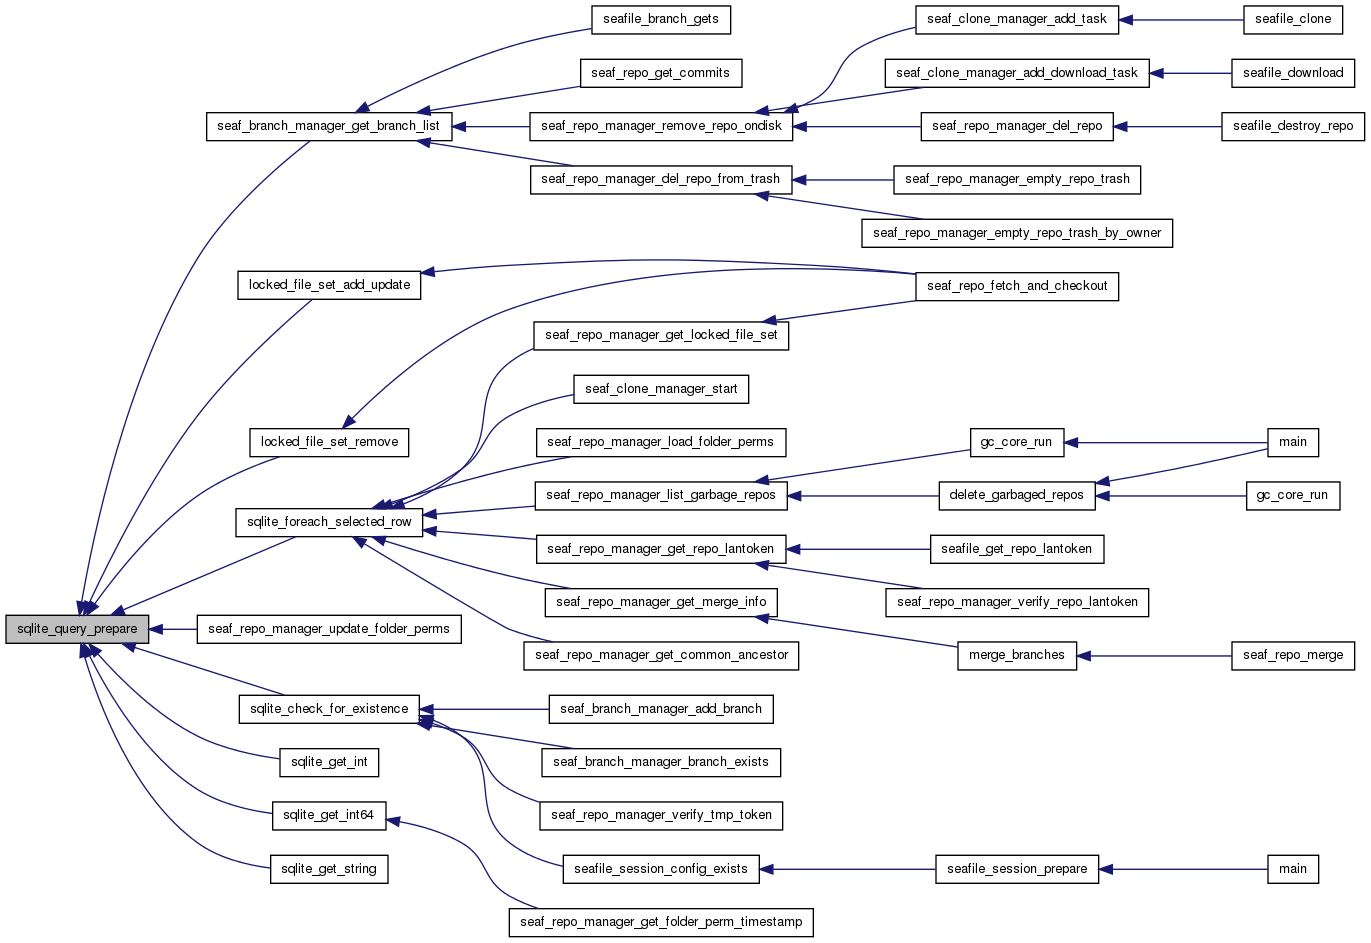 seafile_branch_gets
seaf_clone_manager_add_task
seafile_clone
seaf_repo_get_commits
seaf_clone_manager_add_download_task
seafile_download
seaf_branch_manager_get_branch_list
seaf_repo_manager_remove_repo_ondisk
seaf_repo_manager_del_repo
seafile_destroy_repo
seaf_repo_manager_del_repo_from_trash
seaf_repo_manager_empty_repo_trash
seaf_repo_manager_empty_repo_trash_by_owner
locked_file_set_add_update
seaf_repo_fetch_and_checkout
seaf_repo_manager_get_locked_file_set
seaf_clone_manager_start
locked_file_set_remove
seaf_repo_manager_load_folder_perms
gc_core_run
main
seaf_repo_manager_list_garbage_repos
delete_garbaged_repos
gc_core_run
sqlite_foreach_selected_row
seaf_repo_manager_get_repo_lantoken
seafile_get_repo_lantoken
seaf_repo_manager_get_merge_info
seaf_repo_manager_verify_repo_lantoken
sqlite_query_prepare
seaf_repo_manager_update_folder_perms
seaf_repo_manager_get_common_ancestor
merge_branches
seaf_repo_merge
sqlite_check_for_existence
seaf_branch_manager_add_branch
sqlite_get_int
seaf_branch_manager_branch_exists
sqlite_get_int64
seaf_repo_manager_verify_tmp_token
sqlite_get_string
seafile_session_config_exists
seafile_session_prepare
main
seaf_repo_manager_get_folder_perm_timestamp